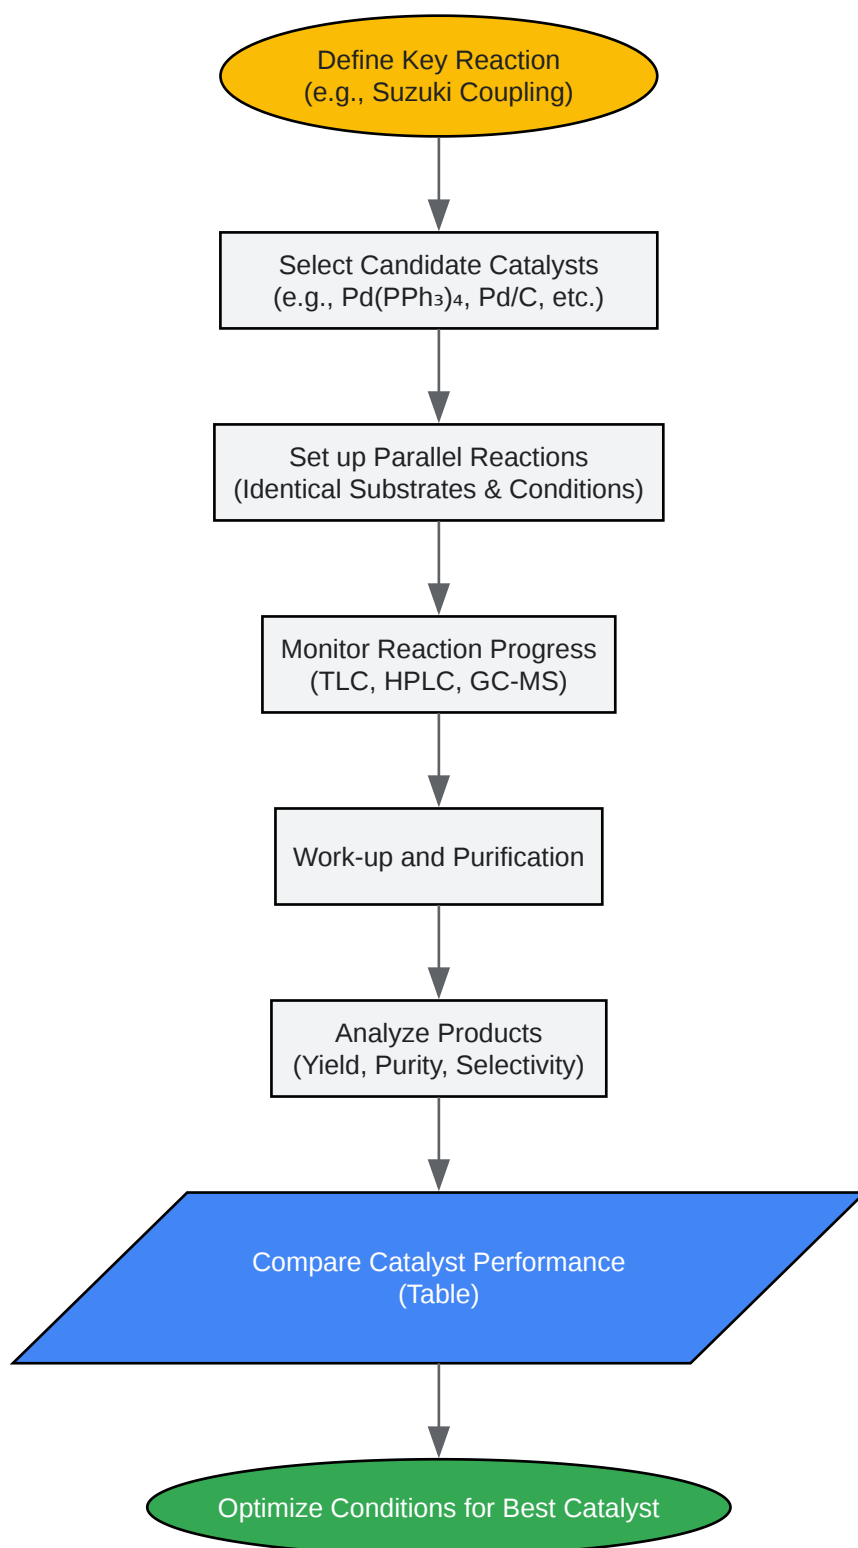 Define Key Reaction
(e.g., Suzuki Coupling)
Select Candidate Catalysts
(e.g., Pd(PPh₃)₄, Pd/C, etc.)
Set up Parallel Reactions
(Identical Substrates & Conditions)
Monitor Reaction Progress
(TLC, HPLC, GC-MS)
Work-up and Purification
Analyze Products
(Yield, Purity, Selectivity)
Compare Catalyst Performance
(Table)
Optimize Conditions for Best Catalyst